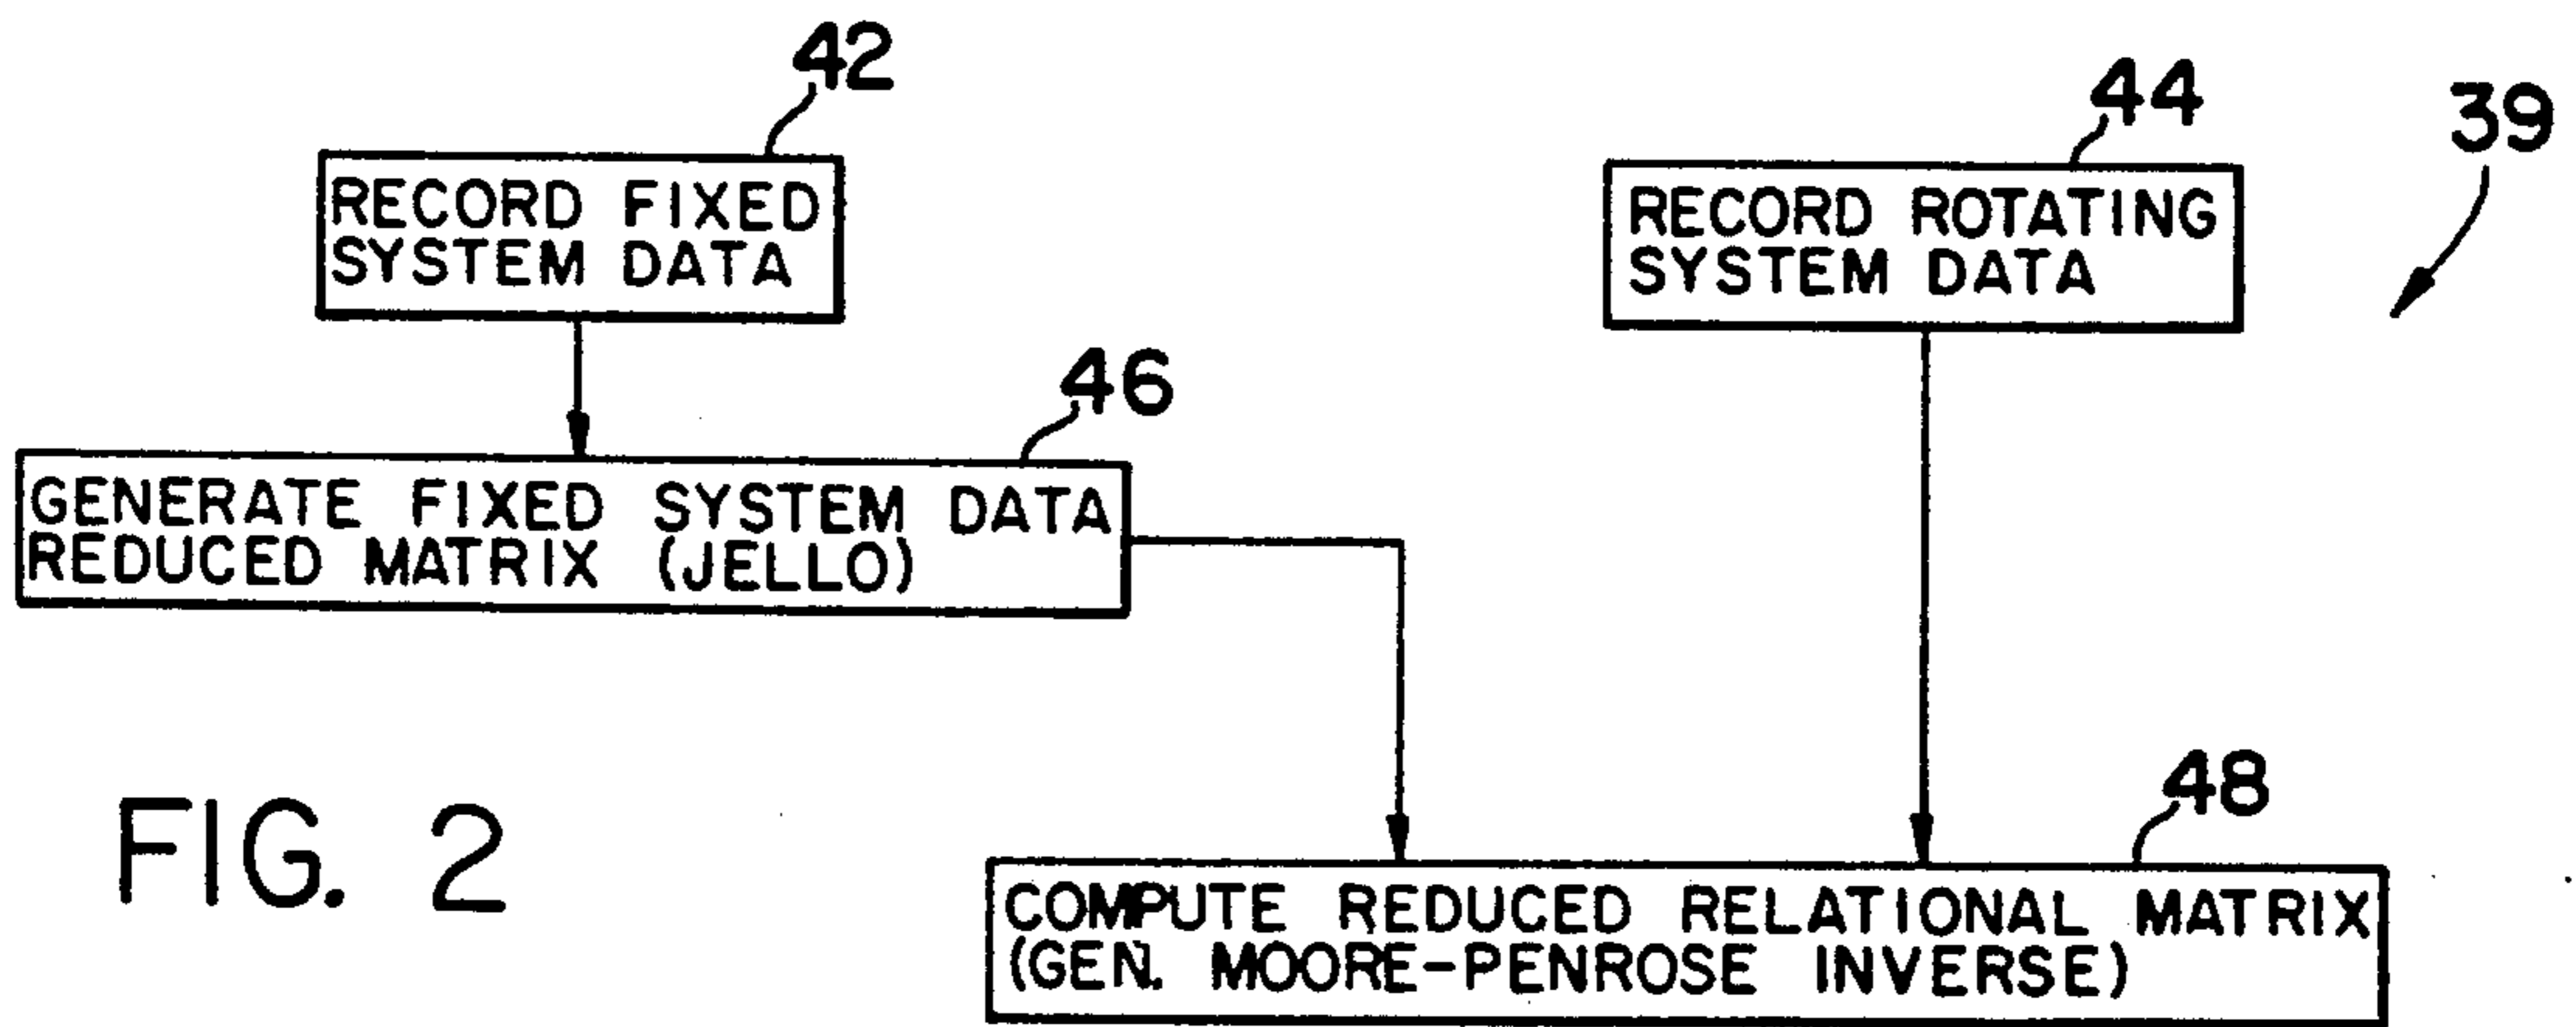 42
44
39
RECORD FIXED
SYSTEM DATA
RECORD ROTATING
SYSTEM DATA
46
GENERATE FIXED SYSTEM DATA
REDUCED MATRIX (JELLO)
48
COMPUTE REDUCED RELATIONAL MATRIX
(GEN. MOORE-PENROSE INVERSE)
FIG. 2